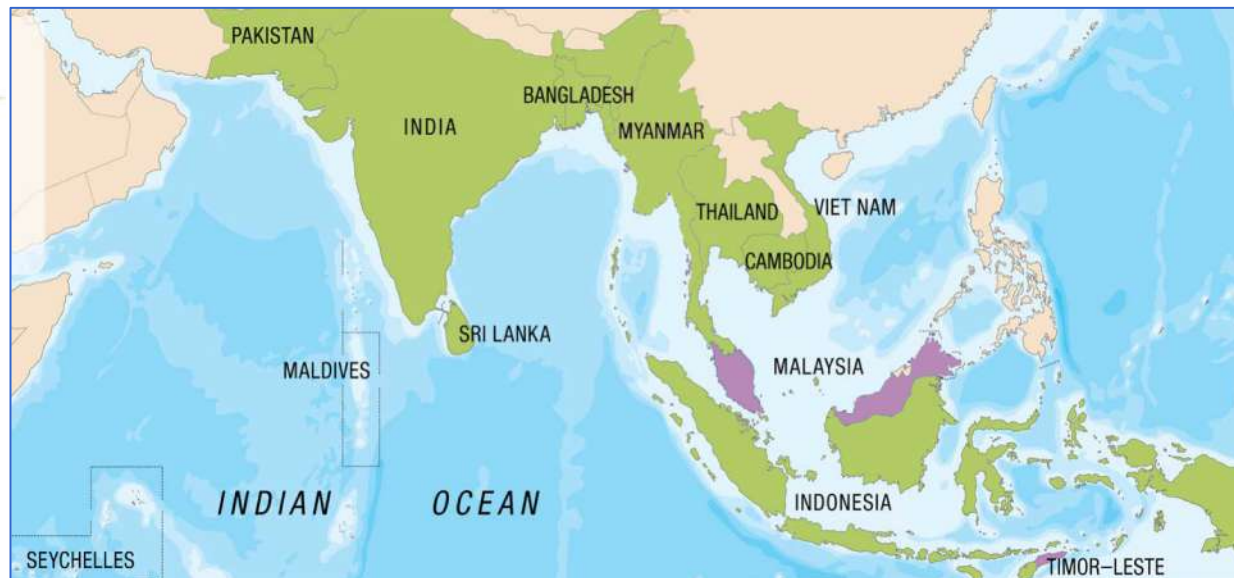 PAKISTAN
BANGLADESH
INDIA
MYANMAR
THAILAND
VIET NAM
CAMBODIA
SRI LANKA
MALDIVES
MALAYSIA
INDIAN OCEAN
INDONESIA
SEYCHELLES
TIMOR–LESTE